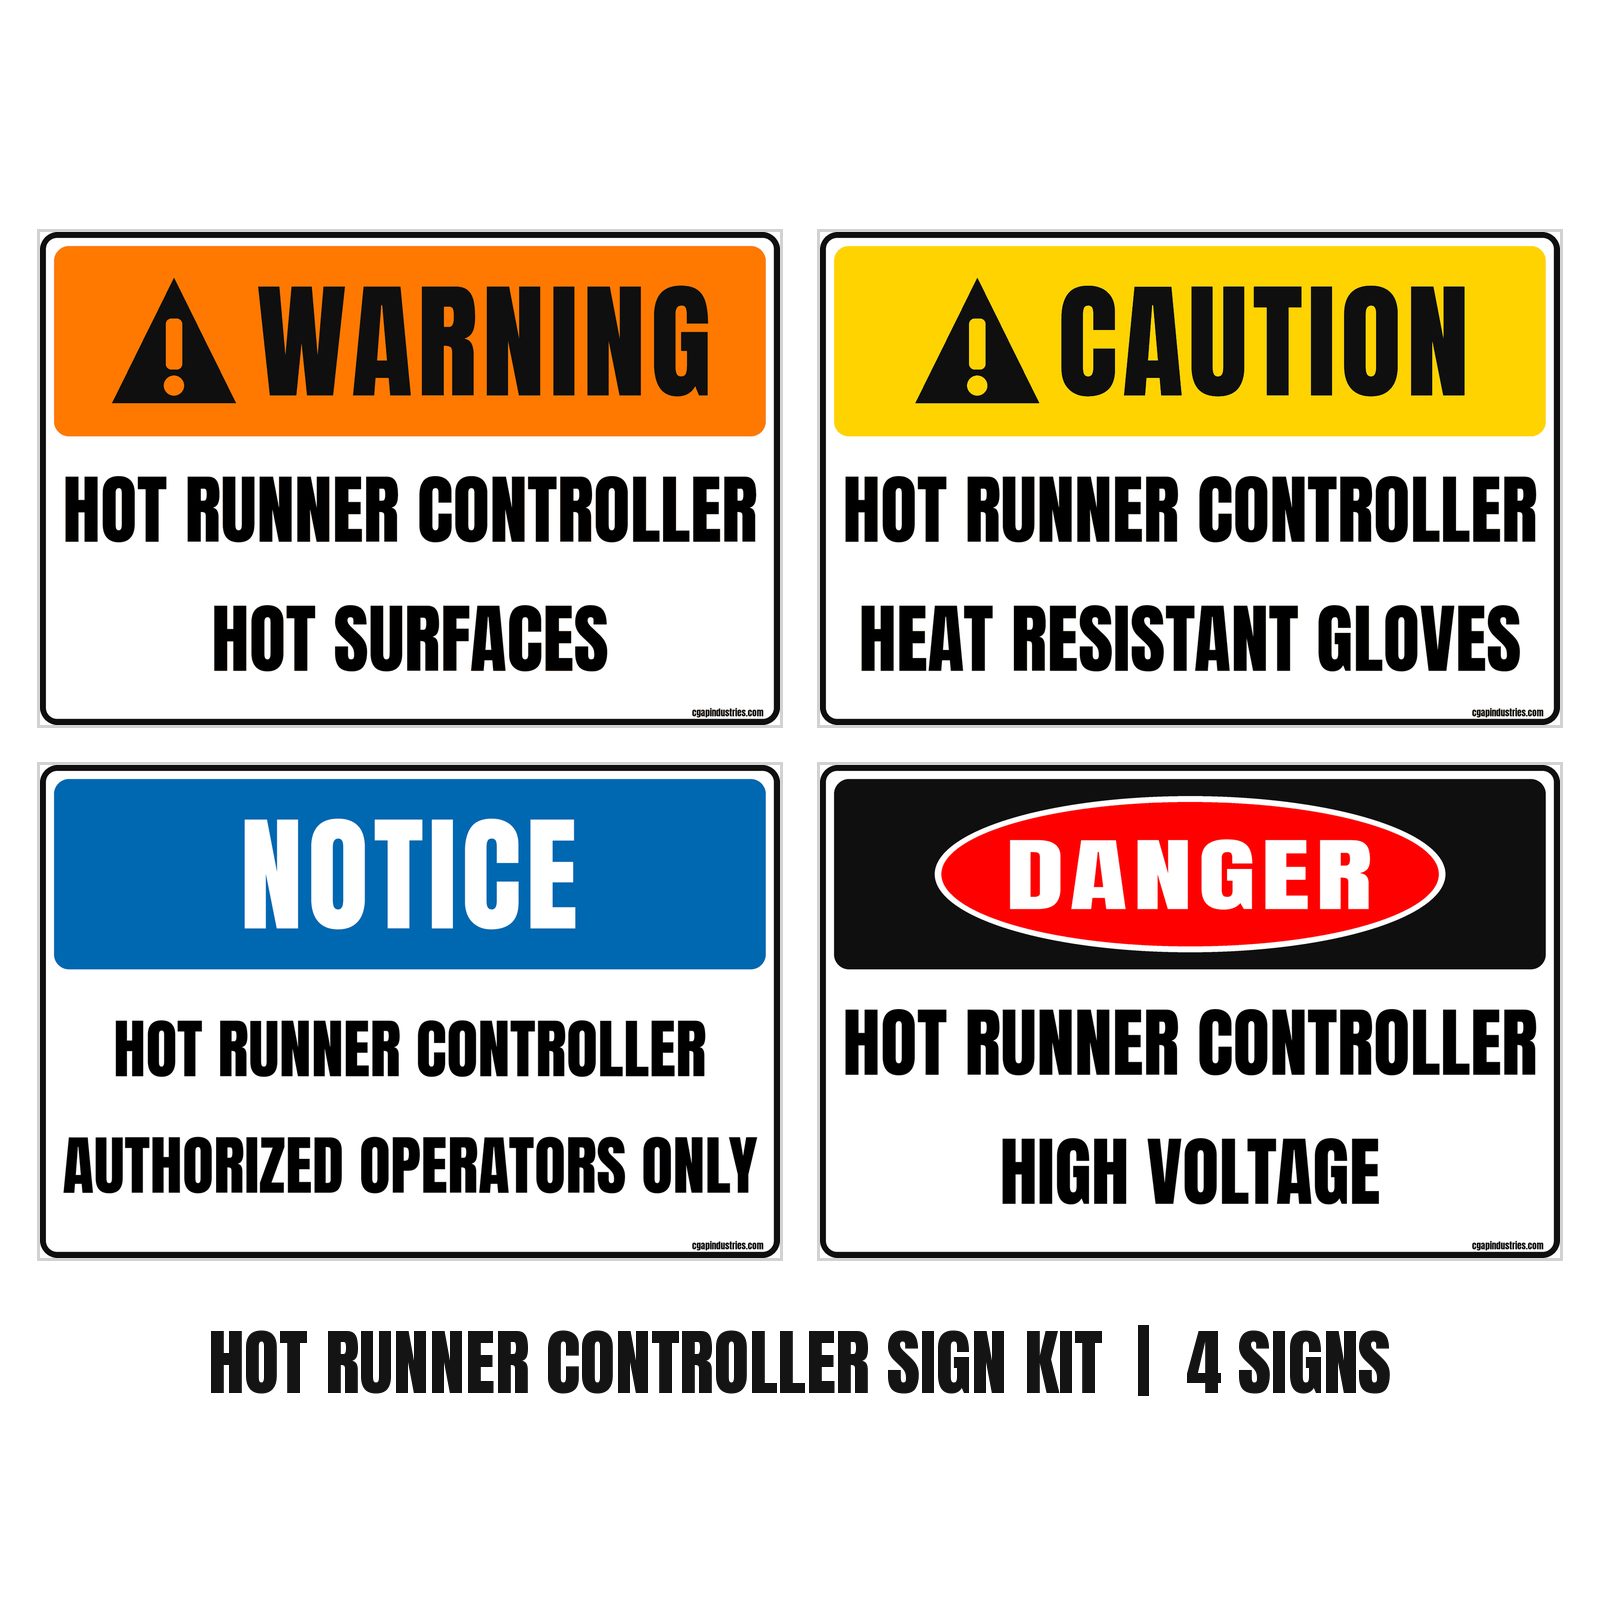 WARNING
HOT RUNNER CONTROLLER
HOT SURFACES
cgapindustries.com
CAUTION
HOT RUNNER CONTROLLER
HEAT RESISTANT GLOVES
cgapindustries.com
NOTICE
HOT RUNNER CONTROLLER
AUTHORIZED OPERATORS ONLY
cgapindustries.com
DANGER
HOT RUNNER CONTROLLER
HIGH VOLTAGE
cgapindustries.com
HOT RUNNER CONTROLLER SIGN KIT | 4 SIGNS